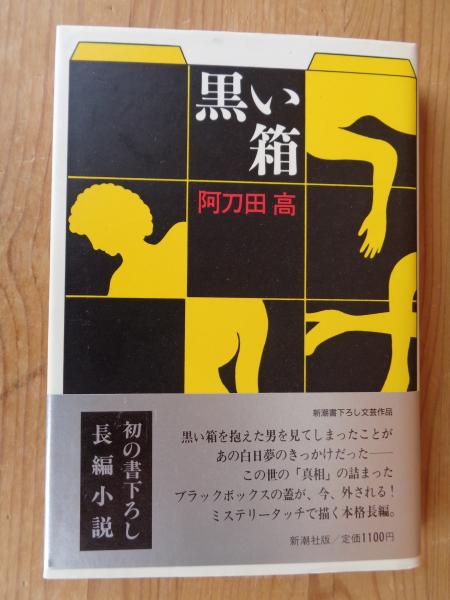 黒い
箱
阿刀田 高
新潮書下ろし文芸作品
黒い箱を抱えた男を見てしまったことが
あの白日夢のきっかけだった——
この世の「真相」の詰まった
ブラックボックスの蓋が、今、外される!
ミステリータッチで描く本格長編。
新潮社版/定価1100円
初の書下ろし
長編小説